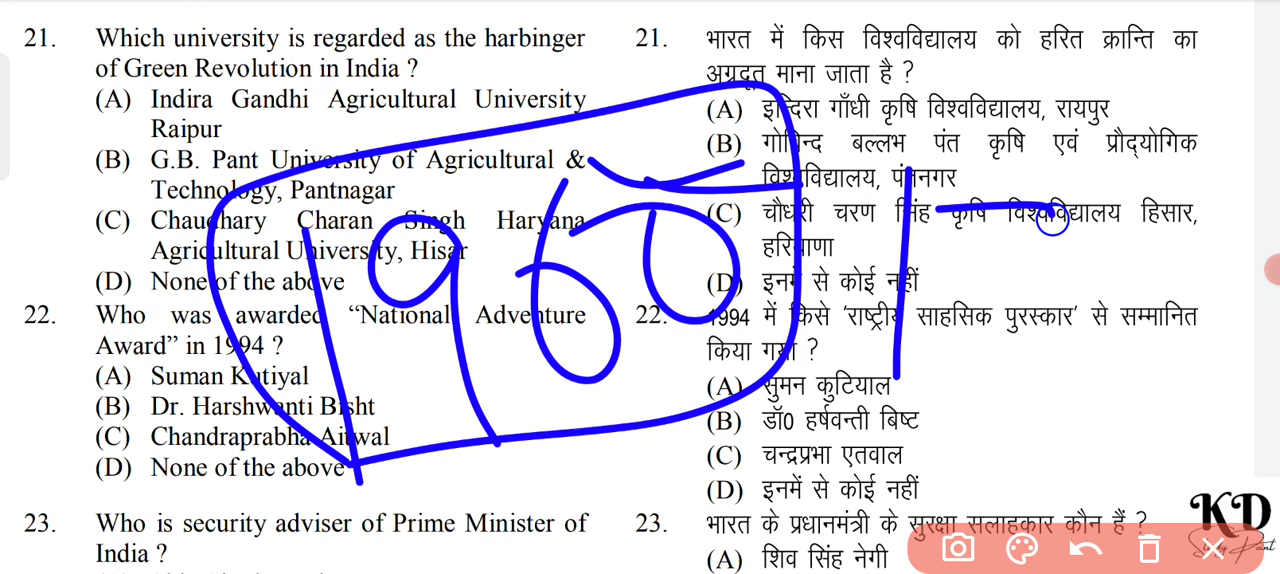 21. Which university is regarded as the harbinger
of Green Revolution in India ?
(A) Indira Gandhi Agricultural University
Raipur
(B) G.B. Pant University of Agricultural &
Technology, Pantnagar
(C) Chaudhary Charan Singh Haryana
Agricultural University, Hisar
(D) None of the above
22. Who was awarded "National Adventure
Award" in 1994 ?
(A) Suman Kutiyal
(B) Dr. Harshwanti Bisht
(C) Chandraprabha Aitwal
(D) None of the above
23. Who is security adviser of Prime Minister of
India ?
21. भारत में किस विश्वविद्यालय को हरित क्रान्ति का
अग्रदूत माना जाता है ?
(A) इन्दिरा गाँधी कृषि विश्वविद्यालय, रायपुर
(B) गोविन्द बल्लभ पंत कृषि एवं प्रौद्योगिक
विश्वविद्यालय, पंतनगर
(C) चौधरी चरण सिंह कृषि विश्वविद्यालय हिसार,
हरियाणा
(D) इनमें से कोई नहीं
22. 1994 में किसे 'राष्ट्रीय साहसिक पुरस्कार' से सम्मानित
किया गया ?
(A) सुमन कुटियाल
(B) डॉ0 हर्षवन्ती बिष्ट
(C) चन्द्रप्रभा एतवाल
(D) इनमें से कोई नहीं
23. भारत के प्रधानमंत्री के सुरक्षा सलाहकार कौन हैं ?
(A) शिव सिंह नेगी
1960
KD